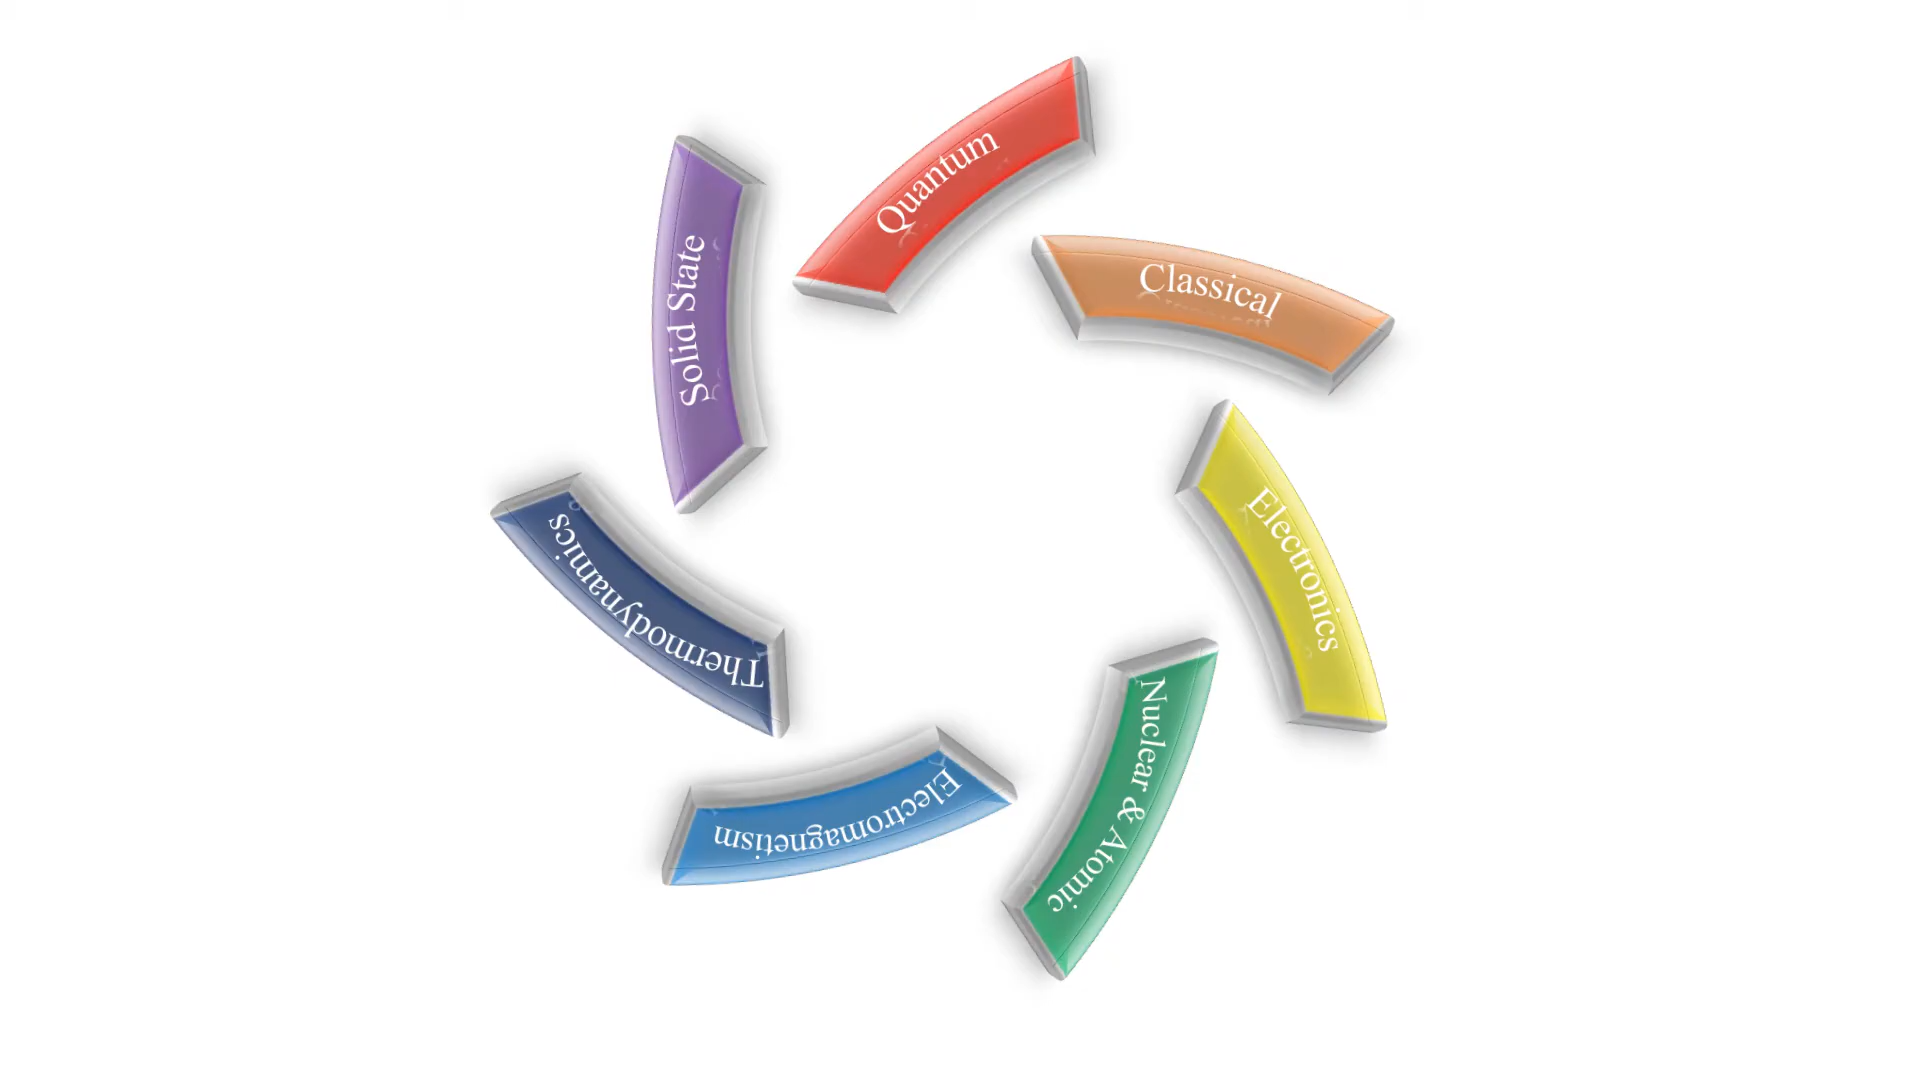 Quantum
Classical
Electronics
Nuclear & Atomic
Electromagnetism
Thermodynamics
Solid State